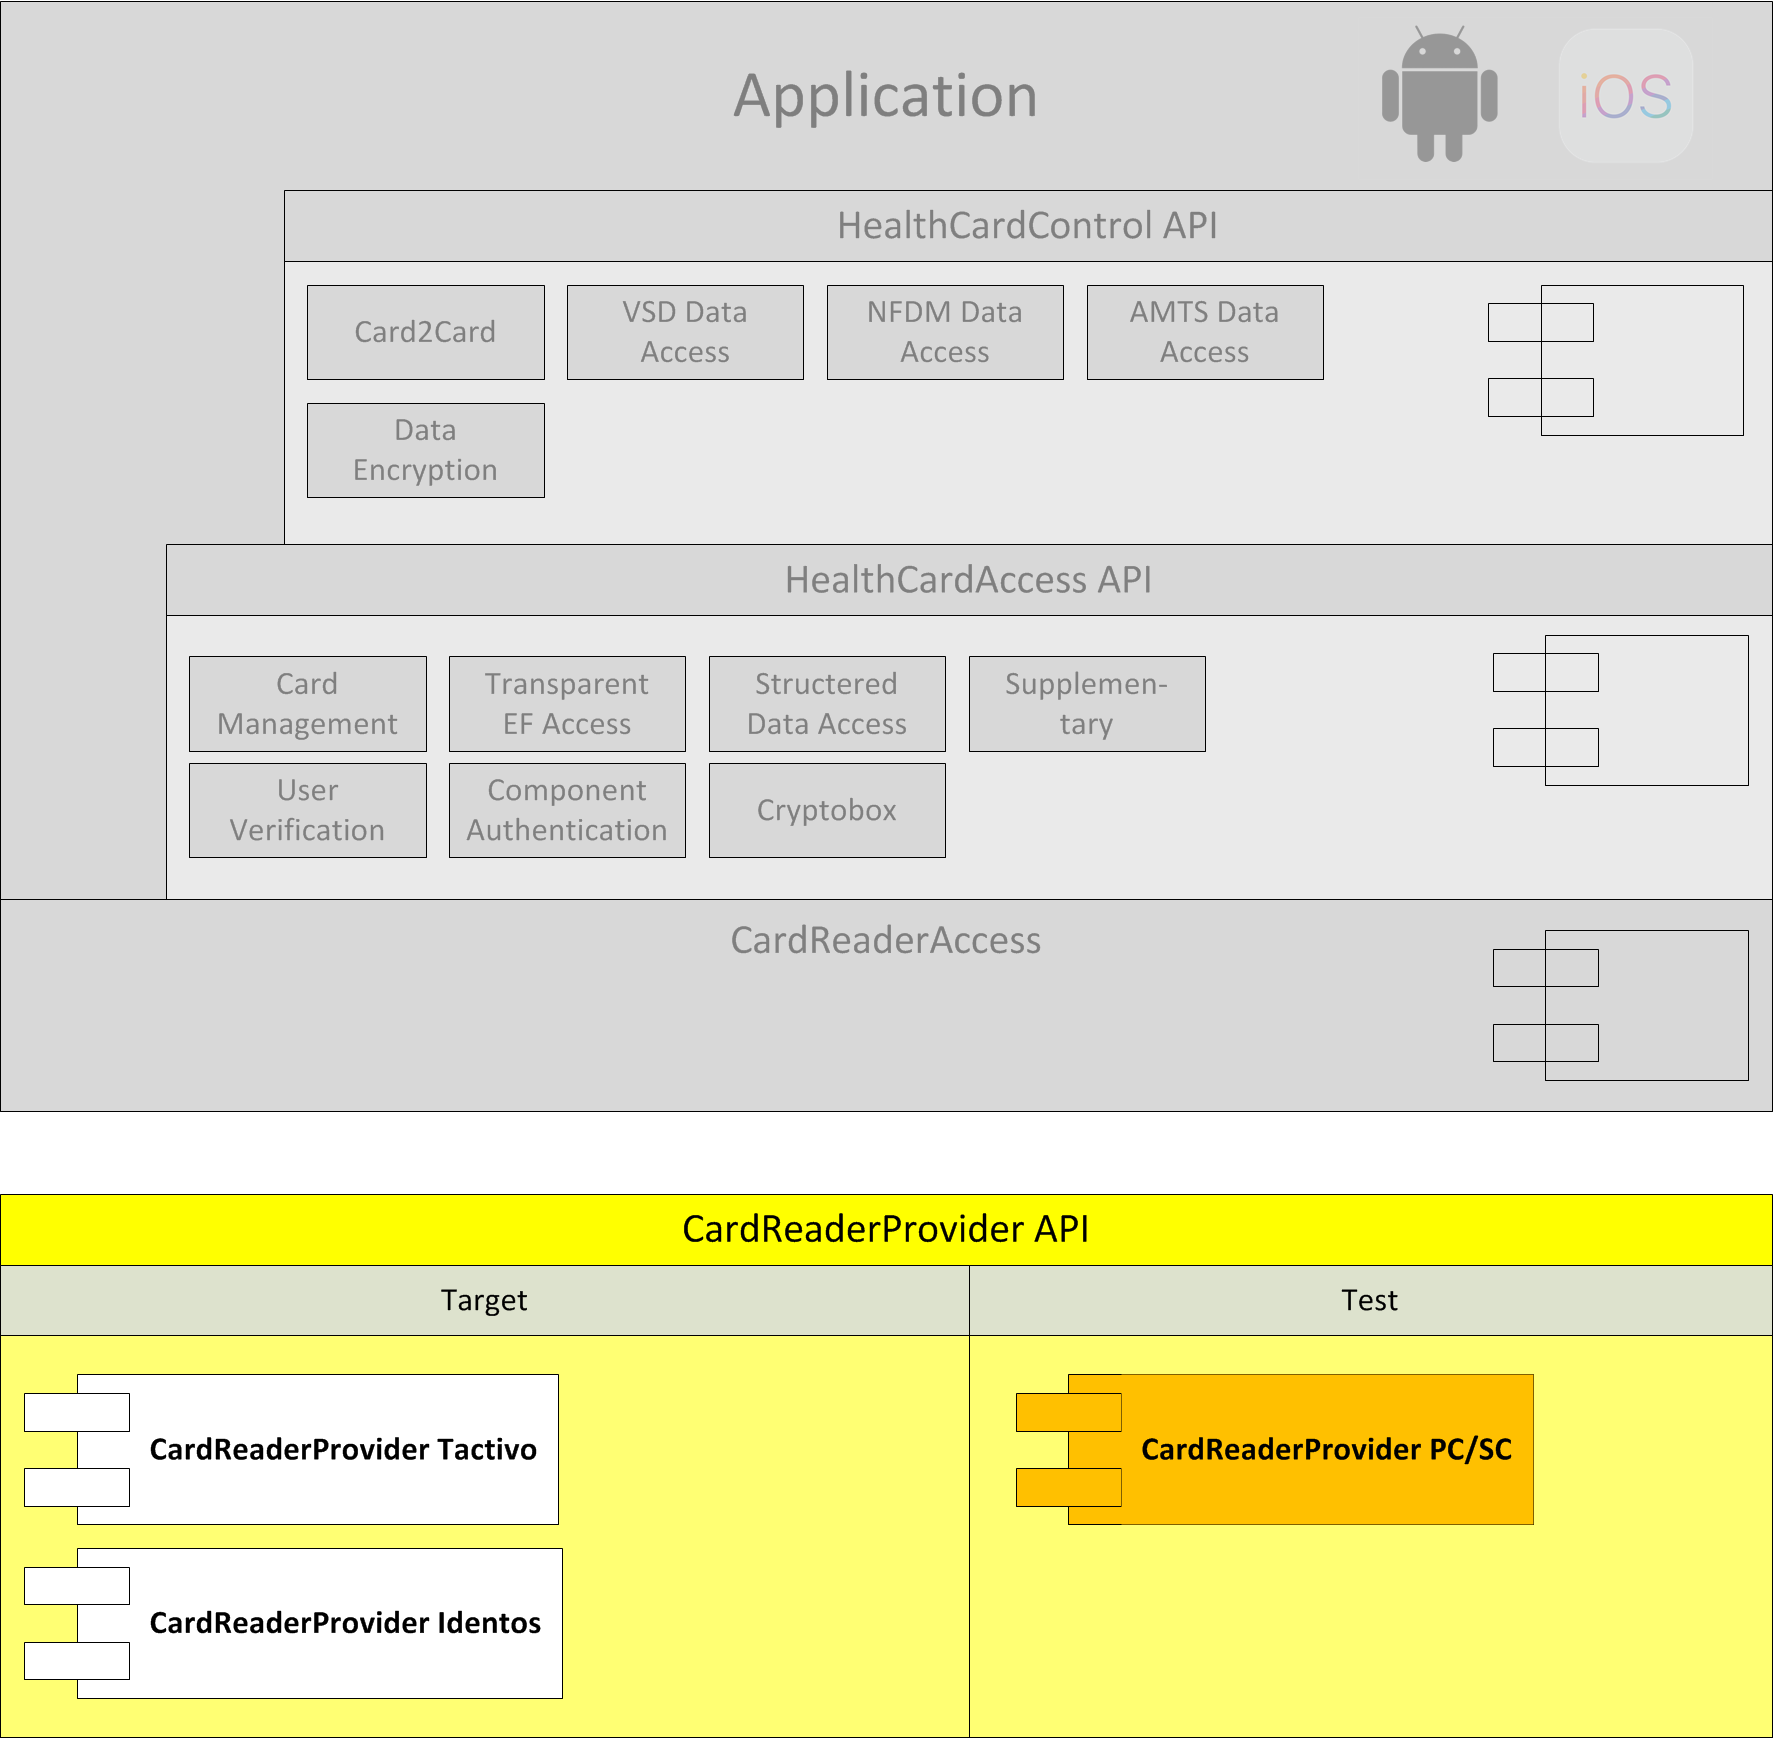 Application
iOS
HealthCardControl API
Card2Card
VSD Data
Access
NFDM Data
Access
AMTS Data
Access
Data
Encryption
HealthCardAccess API
Card
Management
Transparent
EF Access
Structered
Data Access
Supplemen-
tary
User
Verification
Component
Authentication
Cryptobox
CardReaderAccess
CardReaderProvider API
Target
Test
CardReaderProvider Tactivo
CardReaderProvider PC/SC
CardReaderProvider Identos